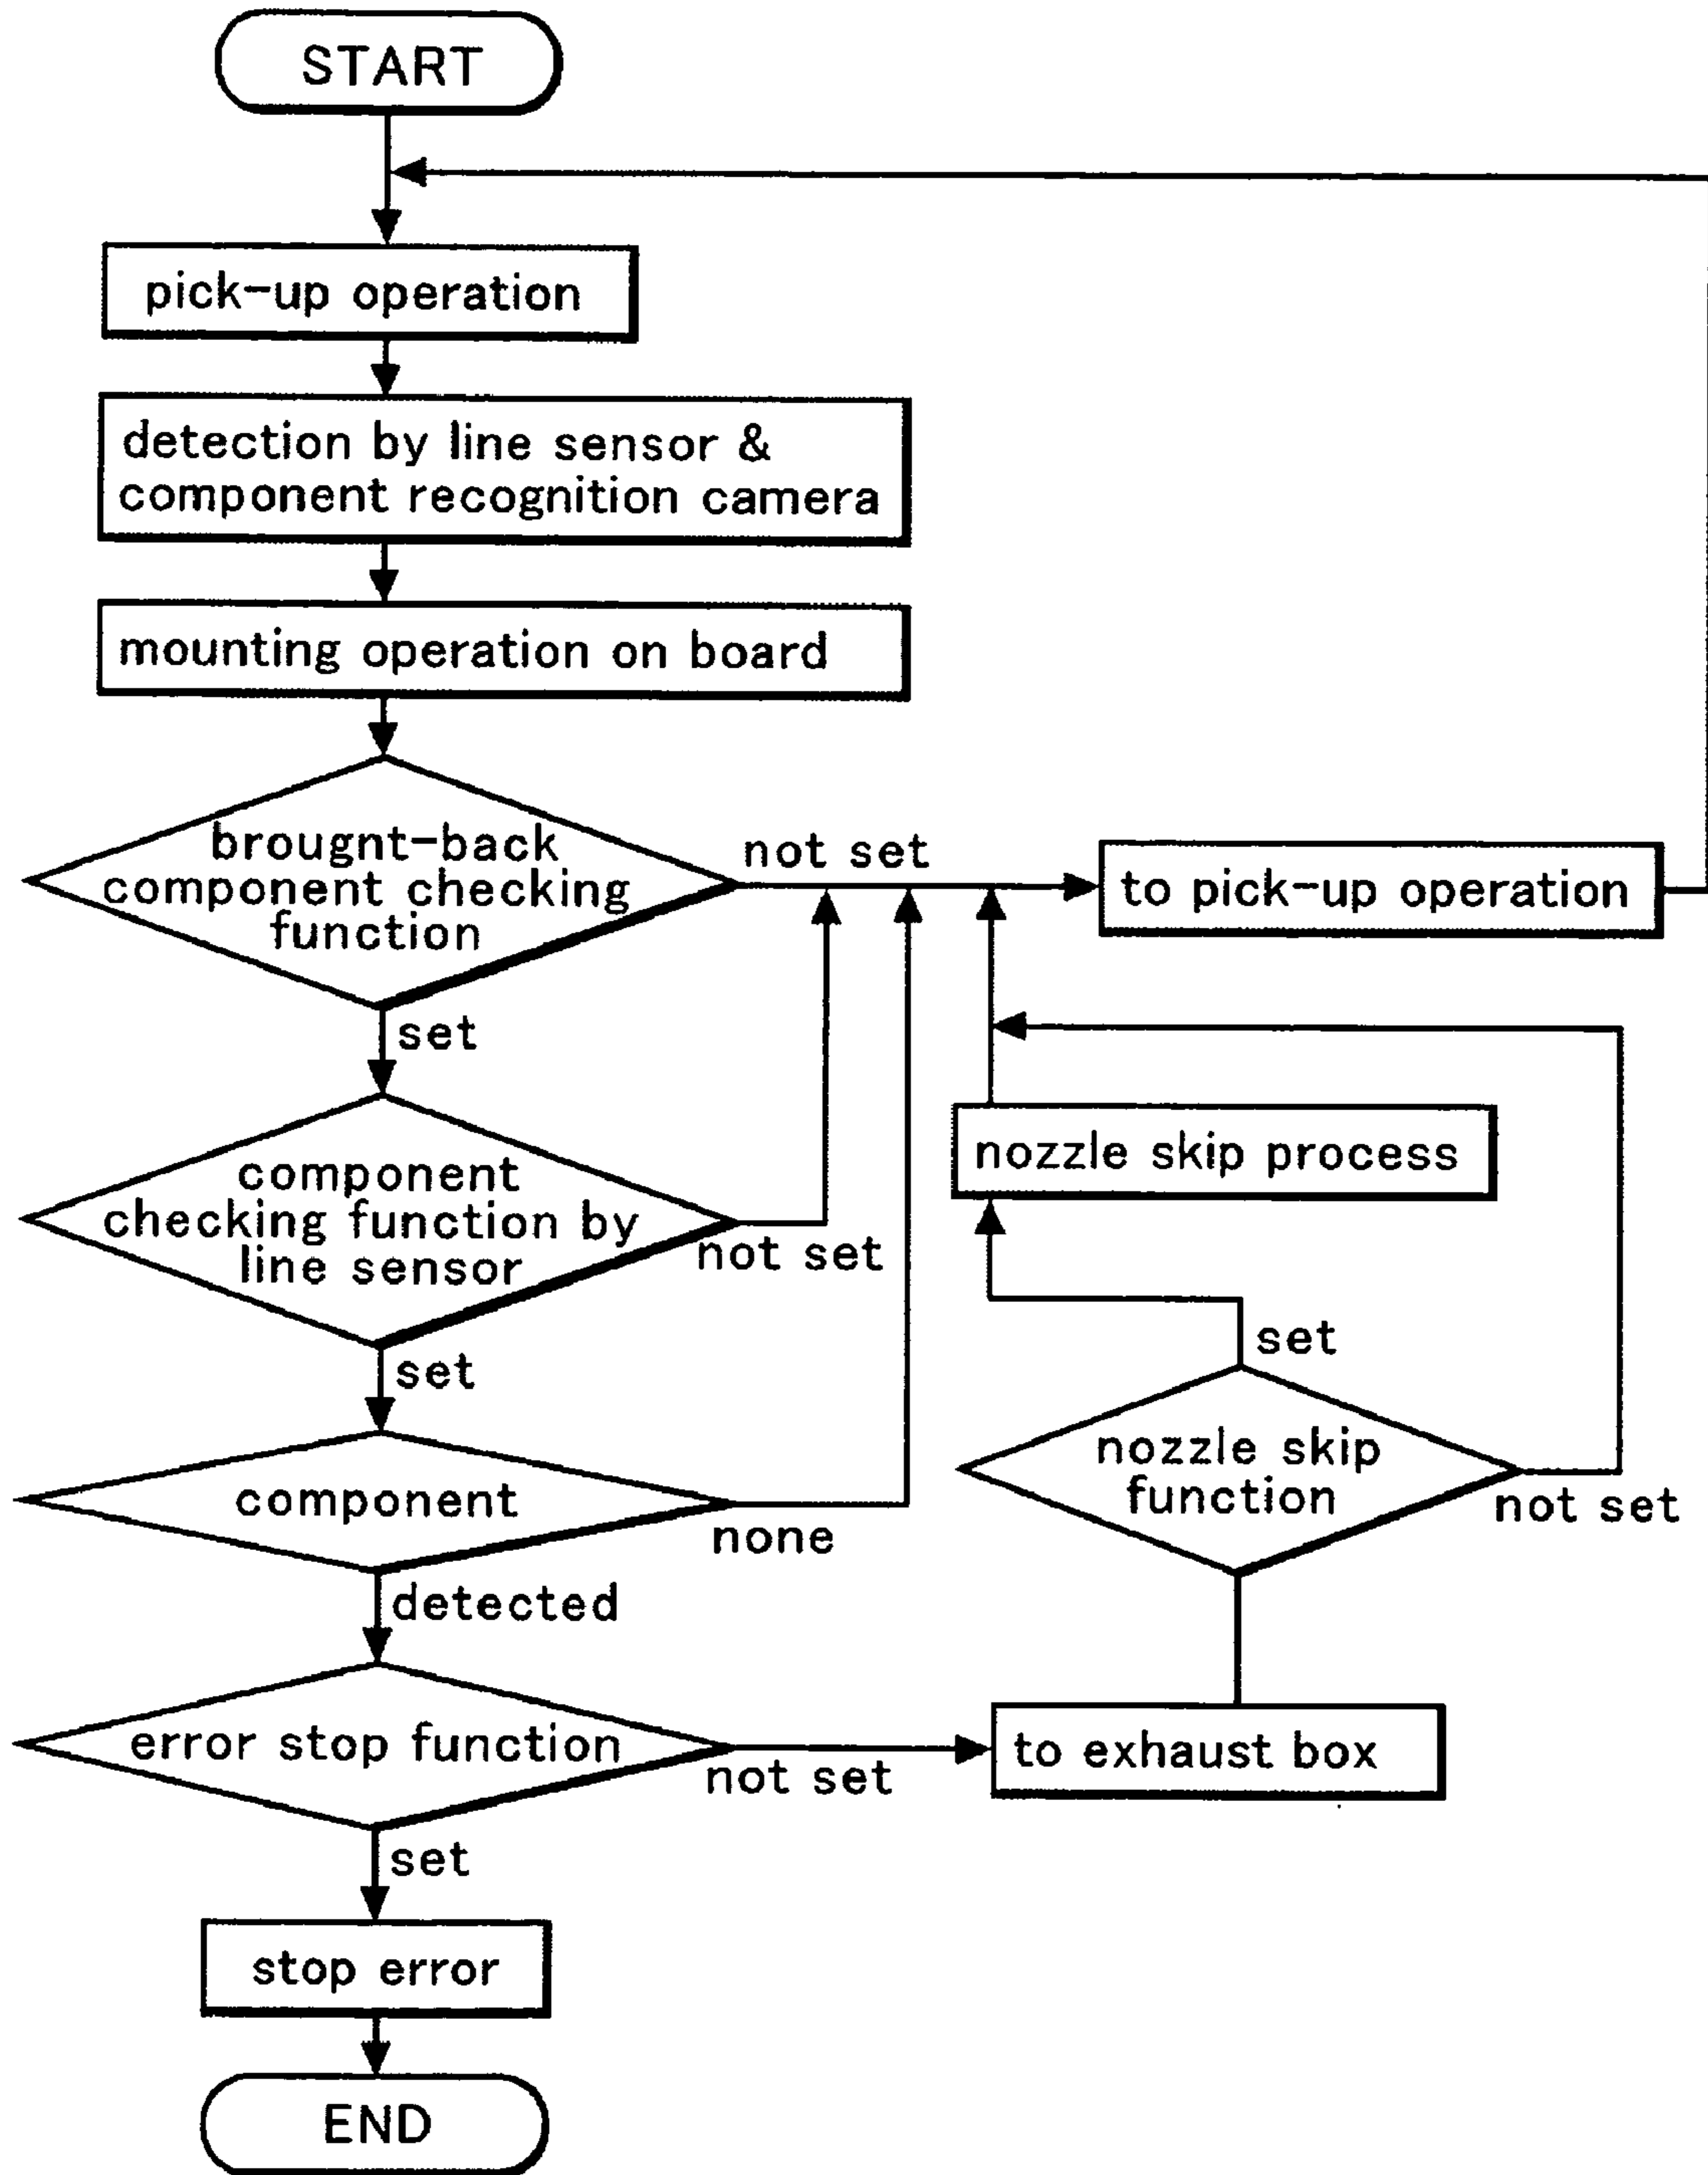 START
pick-up operation
detection by line sensor &
component recognition camera
mounting operation on board
brougnt-back
component checking
function
not set
to pick-up operation
set
component
checking function by
line sensor
not set
nozzle skip process
set
set
component
none
nozzle skip
function
not set
detected
error stop function
not set
to exhaust box
set
stop error
END